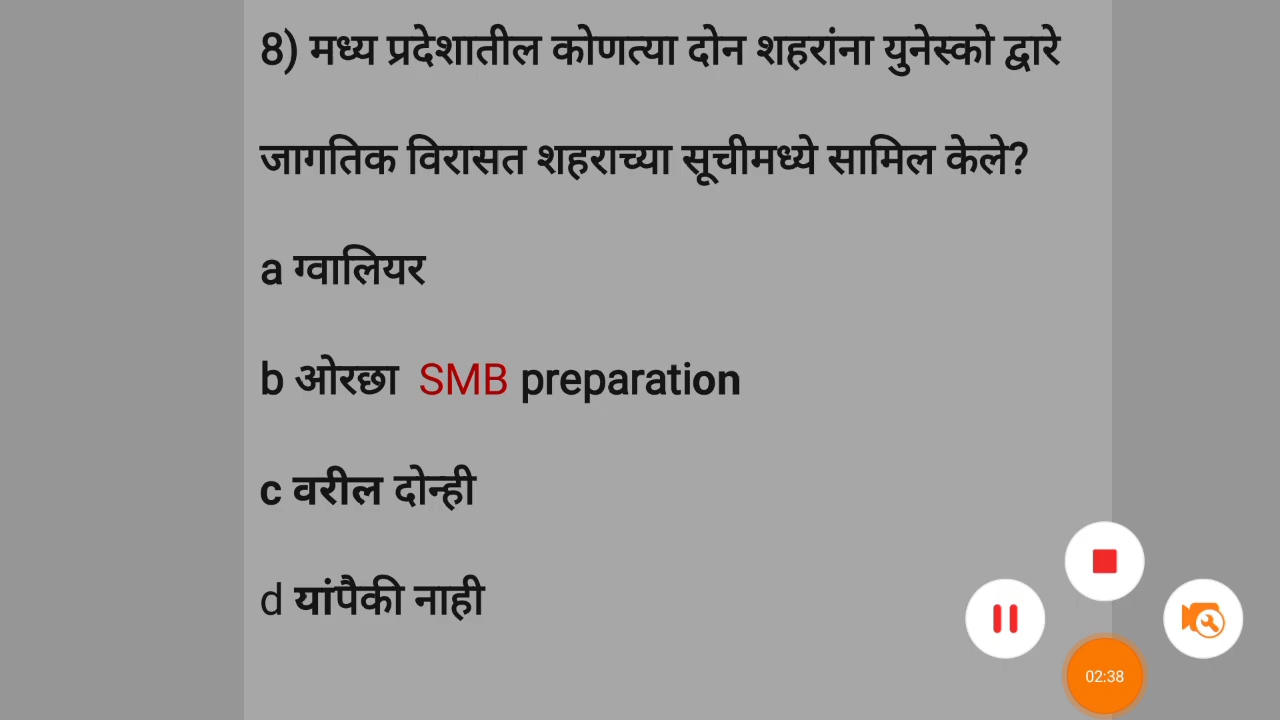 8) मध्य प्रदेशातील कोणत्या दोन शहरांना युनेस्को द्वारे
जागतिक विरासत शहराच्या सूचीमध्ये सामिल केले?
a ग्वालियर
b ओरछा SMB preparation
c वरील दोन्ही
d यांपैकी नाही
02:38